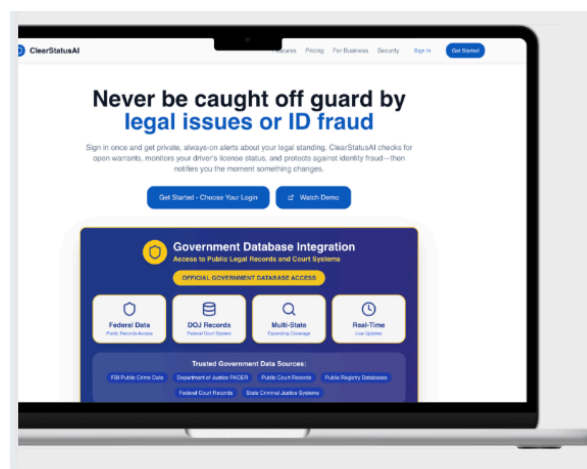 ClearStatusAI
Features Pricing For Business Security Sign In Get Started
Never be caught off guard by
legal issues or ID fraud
Sign in once and get private, always-on alerts about your legal standing. ClearStatusAI checks for
open warrants, monitors your driver's license status, and protects against identity fraud—then
notifies you the moment something changes.
Get Started - Choose Your Login
Watch Demo
Government Database Integration
Access to Public Legal Records and Court Systems
OFFICIAL GOVERNMENT DATABASE ACCESS
Federal Data
Public Records Access
DOJ Records
Federal Court System
Multi-State
Expanding Coverage
Real-Time
Live Updates
Trusted Government Data Sources:
FBI Public Crime Data Department of Justice PACER Public Court Records Public Registry Databases
Federal Court Records State Criminal Justice Systems